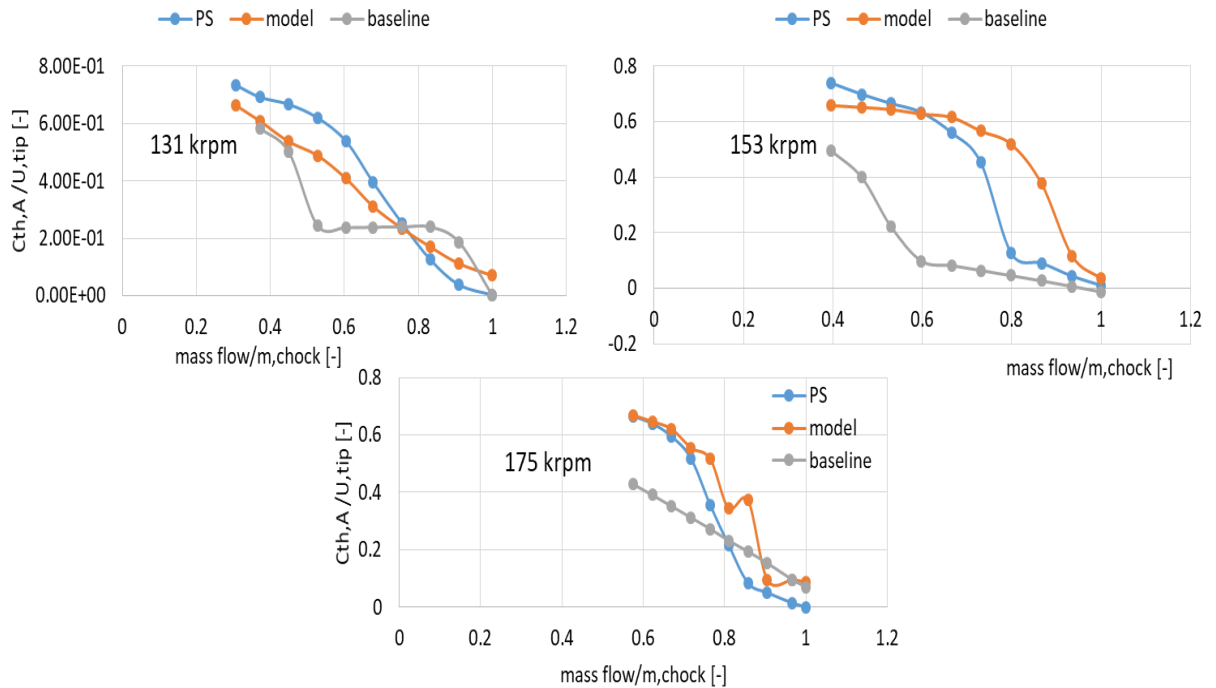 PS model baseline
8.00E-01
6.00E-01
4.00E-01
2.00E-01
0.00E+00
Cth,A /U,tip [-]
131 krpm
0 0.2 0.4 0.6 0.8 1 1.2
mass flow/m,chock [-]
PS model baseline
0.8
0.6
0.4
0.2
0
-0.2
153 krpm
0 0.2 0.4 0.6 0.8 1 1.2
mass flow/m,chock [-]
0.8
0.6
0.4
0.2
0
Cth,A /U,tip [-]
175 krpm
PS
model
baseline
0 0.2 0.4 0.6 0.8 1 1.2
mass flow/m,chock [-]